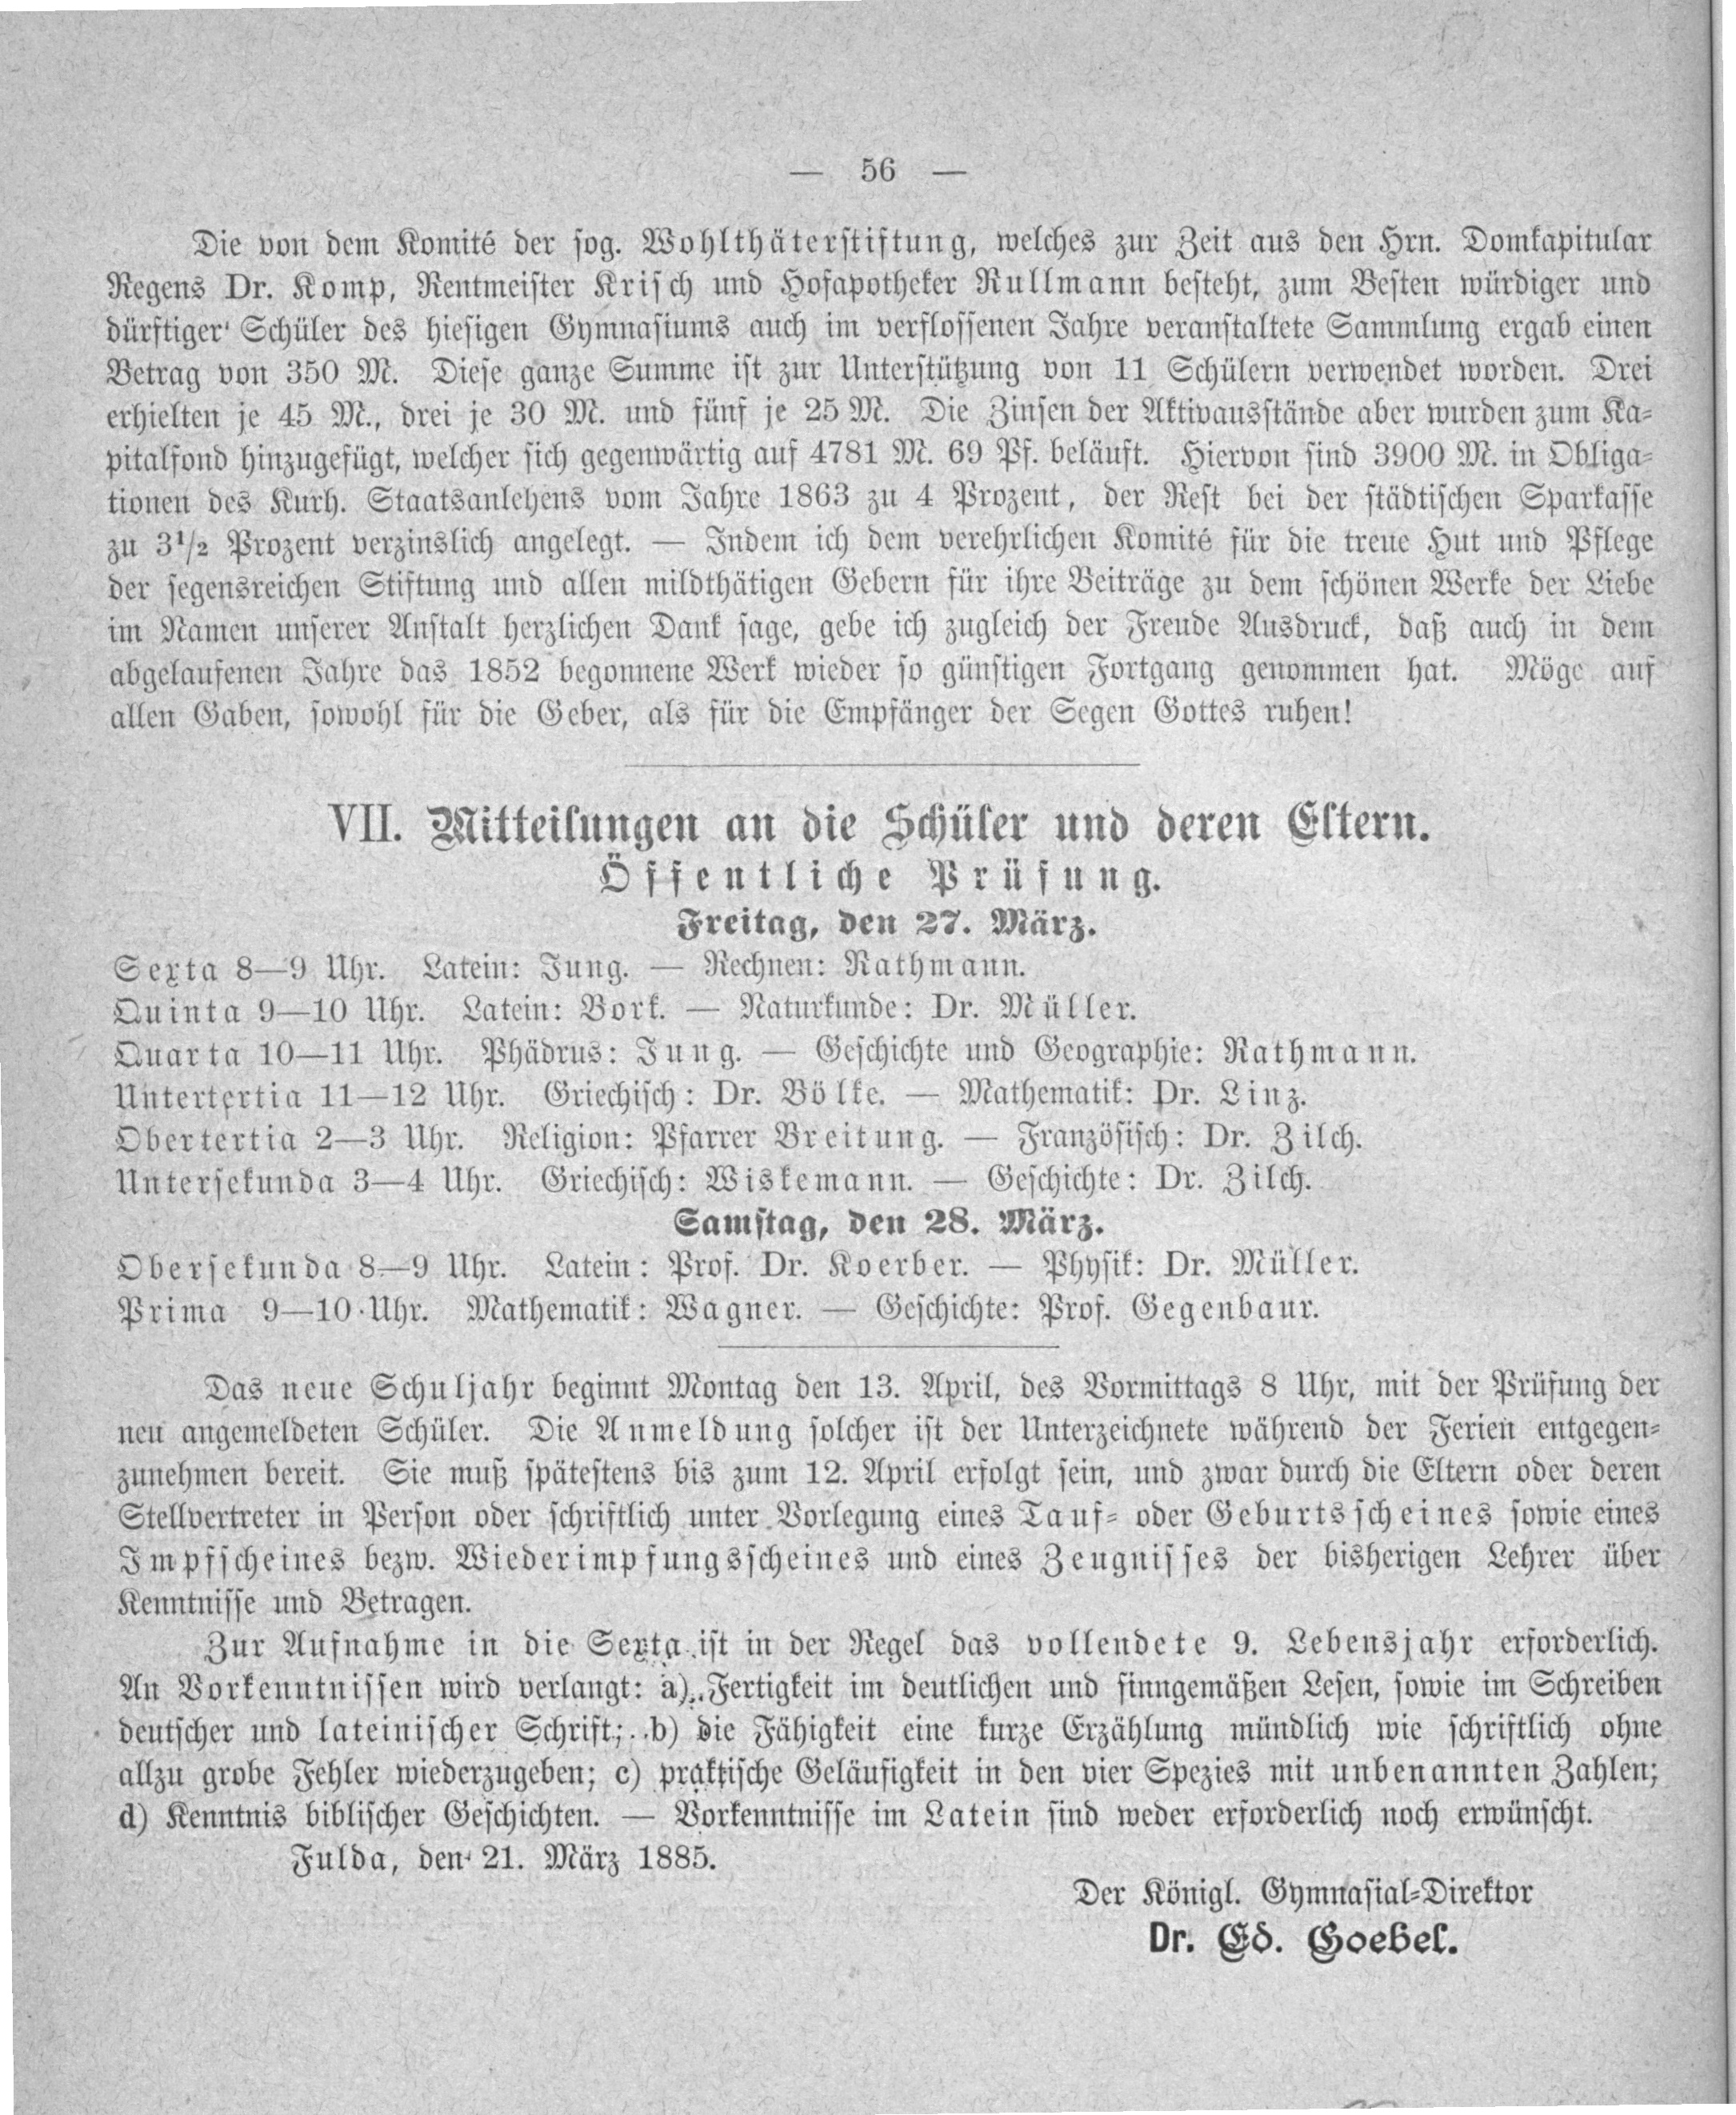 — 56 —
Die von dem Komité der sog. Wohlthäterstiftung, welches zur Zeit aus den Hrn. Domkapitular
Regens Dr. Komp, Rentmeister Krisch und Hofapotheker Rullmann besteht, zum Besten würdiger und
dürftiger Schüler des hiesigen Gymnasiums auch im verflossenen Jahre veranstaltete Sammlung ergab einen
Betrag von 350 M. Diese ganze Summe ist zur Unterstützung von 11 Schülern verwendet worden. Drei
erhielten je 45 M., drei je 30 M. und fünf je 25 M. Die Zinsen der Aktivausstände aber wurden zum Ka-
pitalfond hinzugefügt, welcher sich gegenwärtig auf 4781 M. 69 Pf. beläuft. Hiervon sind 3900 M. in Obliga-
tionen des Kurh. Staatsanlehens vom Jahre 1863 zu 4 Prozent, der Rest bei der städtischen Sparkasse
zu 3½ Prozent verzinslich angelegt. — Indem ich dem verehrlichen Komité für die treue Hut und Pflege
der segensreichen Stiftung und allen mildthätigen Gebern für ihre Beiträge zu dem schönen Werke der Liebe
im Namen unserer Anstalt herzlichen Dank sage, gebe ich zugleich der Freude Ausdruck, daß auch in dem
abgelaufenen Jahre das 1852 begonnene Werk wieder so günstigen Fortgang genommen hat. Möge auf
allen Gaben, sowohl für die Geber, als für die Empfänger der Segen Gottes ruhen!
VII. Mitteilungen an die Schüler und deren Eltern.
Öffentliche Prüfung.
Freitag, den 27. März.
Sexta 8—9 Uhr. Latein: Jung. — Rechnen: Rathmann.
Quinta 9—10 Uhr. Latein: Bork. — Naturkunde: Dr. Müller.
Quarta 10—11 Uhr. Phädrus: Jung. — Geschichte und Geographie: Rathmann.
Untertertia 11—12 Uhr. Griechisch: Dr. Bölke. — Mathematik: Dr. Linz.
Obertertia 2—3 Uhr. Religion: Pfarrer Breitung. — Französisch: Dr. Zilch.
Untersekunda 3—4 Uhr. Griechisch: Wiskemann. — Geschichte: Dr. Zilch.
Samstag, den 28. März.
Obersekunda 8—9 Uhr. Latein: Prof. Dr. Koerber. — Physik: Dr. Müller.
Prima 9—10 Uhr. Mathematik: Wagner. — Geschichte: Prof. Gegenbaur.
Das neue Schuljahr beginnt Montag den 13. April, des Vormittags 8 Uhr, mit der Prüfung der
neu angemeldeten Schüler. Die Anmeldung solcher ist der Unterzeichnete während der Ferien entgegen-
zunehmen bereit. Sie muß spätestens bis zum 12. April erfolgt sein, und zwar durch die Eltern oder deren
Stellvertreter in Person oder schriftlich unter Vorlegung eines Tauf- oder Geburtsscheines sowie eines
Impfscheines bezw. Wiederimpfungsscheines und eines Zeugnisses der bisherigen Lehrer über
Kenntnisse und Betragen.
Zur Aufnahme in die Sexta ist in der Regel das vollendete 9. Lebensjahr erforderlich.
An Vorkenntnissen wird verlangt: a) Fertigkeit im deutlichen und sinngemäßen Lesen, sowie im Schreiben
deutscher und lateinischer Schrift; b) die Fähigkeit eine kurze Erzählung mündlich wie schriftlich ohne
allzu grobe Fehler wiederzugeben; c) praktische Geläufigkeit in den vier Spezies mit unbenannten Zahlen;
d) Kenntnis biblischer Geschichten. — Vorkenntnisse im Latein sind weder erforderlich noch erwünscht.
Fulda, den 21. März 1885.
Der Königl. Gymnasial-Direktor
Dr. Ed. Goebel.